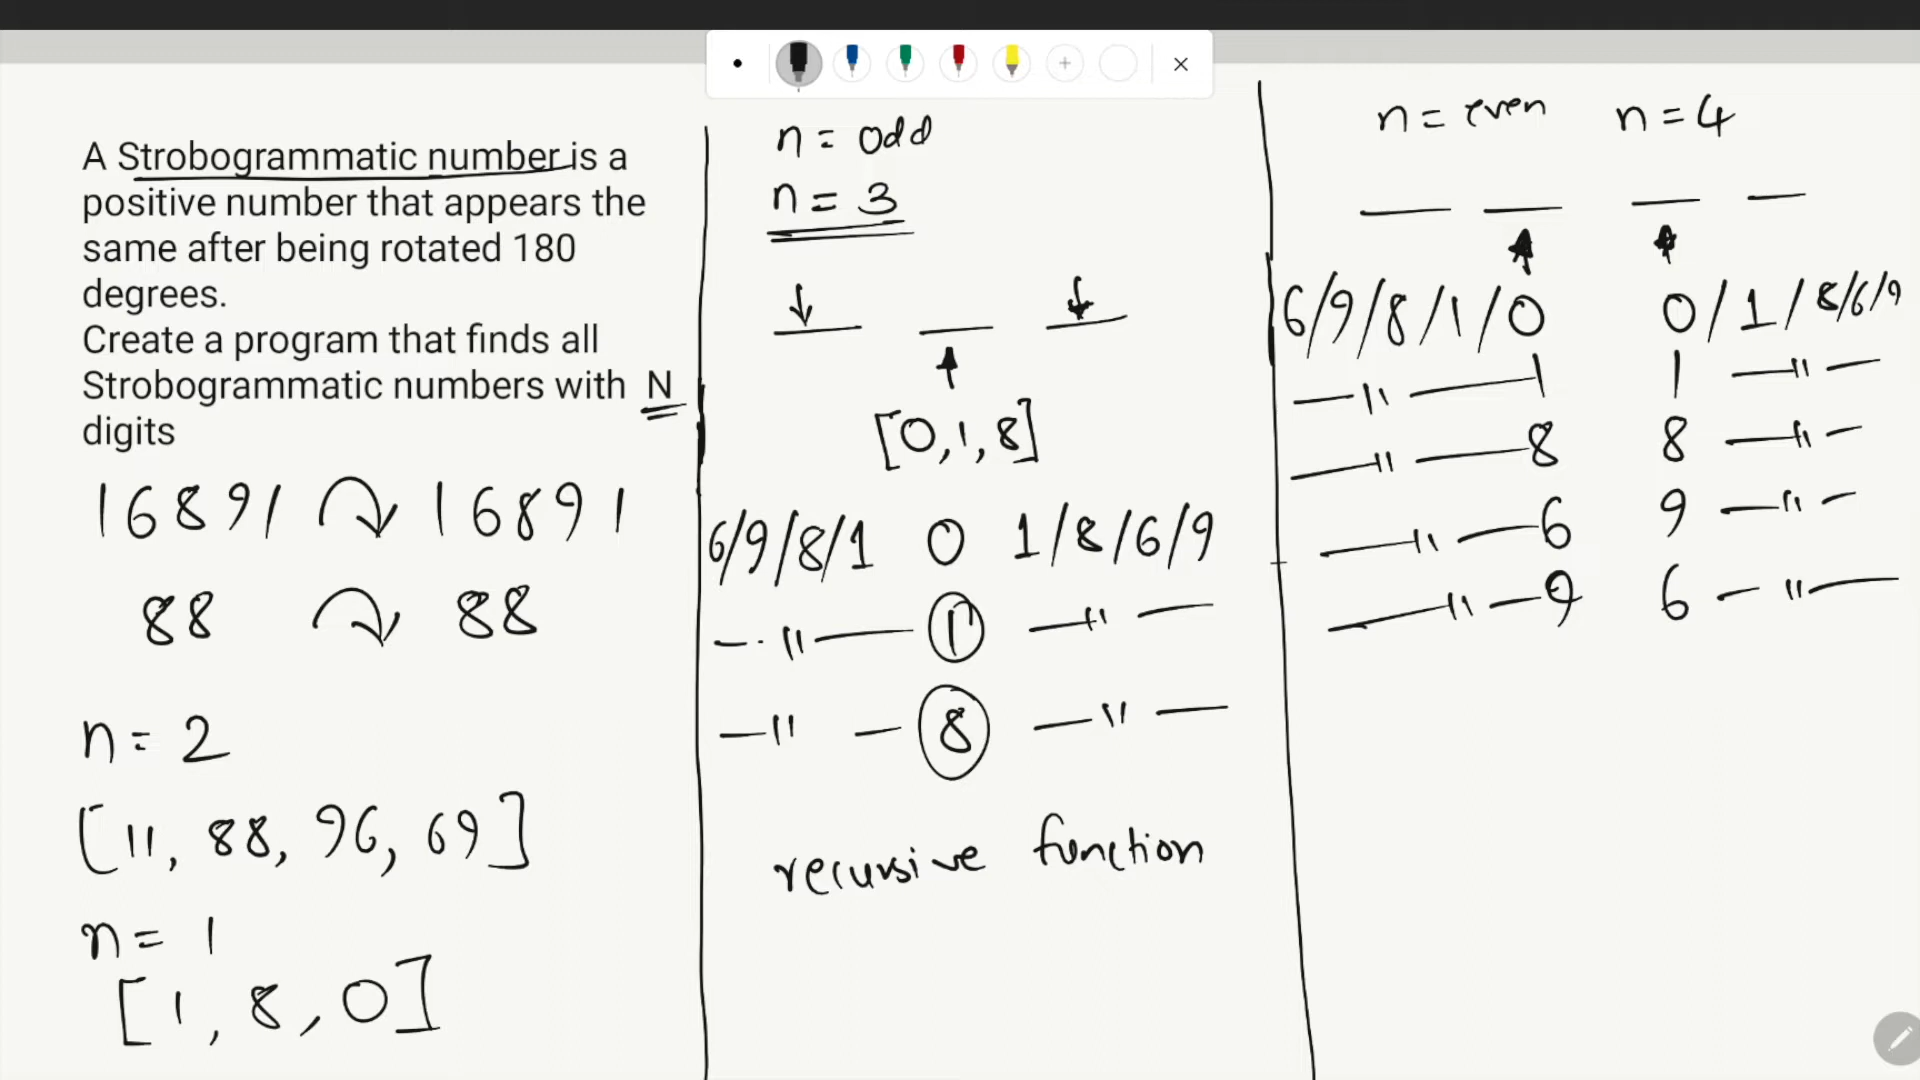 A Strobogrammatic number is a
positive number that appears the
same after being rotated 180
degrees.
Create a program that finds all
Strobogrammatic numbers with N
digits
16891 16891
88 88
n = 2
[11, 88, 96, 69]
n = 1
[1, 8, 0]
n = odd
n = 3
[0, 1, 8]
6/9/8/1 0 1/8/6/9
—"— 1 —"—
—"— 8 —"—
recursive function
n = even n = 4
6/9/8/1/0 0/1/8/6/9
—"— 1 1 —"—
—"— 8 8 —"—
—"— 6 9 —"—
—"— 9 6 —"—